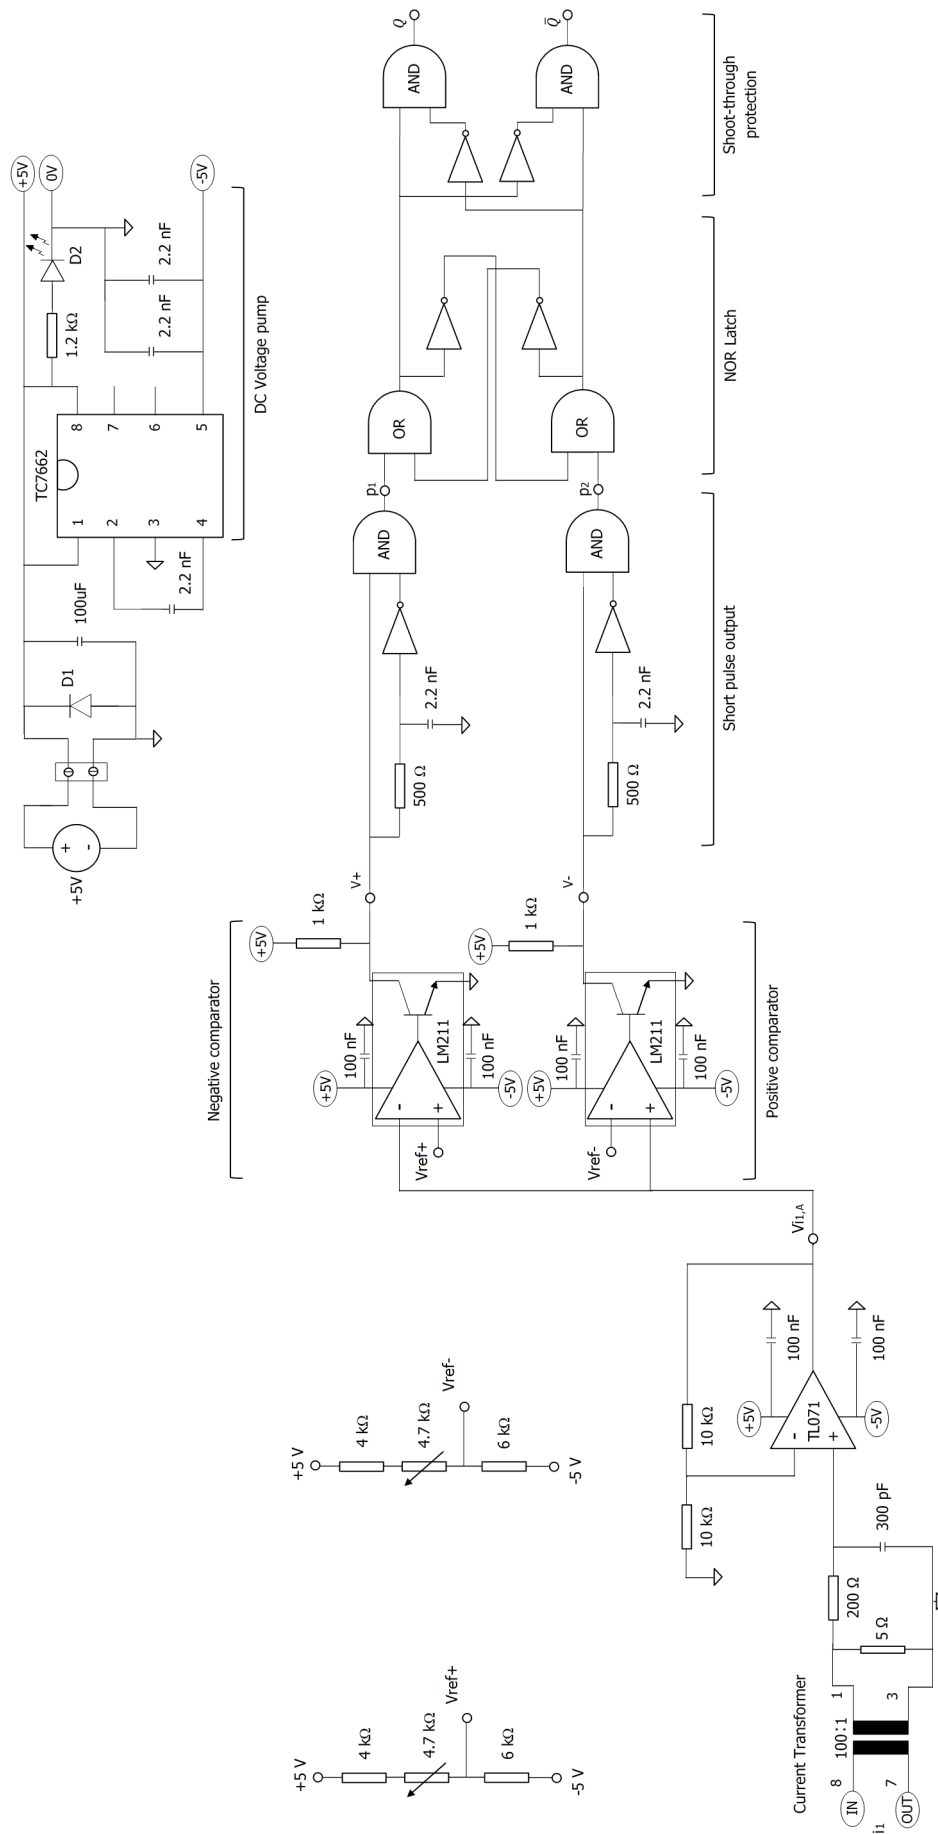 +5V
+
-
D1
100uF
TC7662
1
2
3
4
8
7
6
5
2.2 nF
1.2 kΩ
D2
2.2 nF
2.2 nF
+5V
0V
-5V
DC Voltage pump
Current Transformer
IN
OUT
i1
8
7
100:1
1
3
5 Ω
200 Ω
300 pF
10 kΩ
10 kΩ
-
+
TL071
+5V
-5V
100 nF
100 nF
Vi1,A
+5 V
4 kΩ
4.7 kΩ
Vref+
6 kΩ
-5 V
+5 V
4 kΩ
4.7 kΩ
Vref-
6 kΩ
-5 V
Negative comparator
+5V
100 nF
-
+
Vref+
LM211
100 nF
-5V
+5V
1 kΩ
V+
+5V
100 nF
-
+
Vref-
LM211
100 nF
-5V
+5V
1 kΩ
V-
Positive comparator
500 Ω
2.2 nF
AND
p1
500 Ω
2.2 nF
AND
p2
Short pulse output
OR
OR
NOR Latch
AND
Q
AND
Q̄
Shoot-through
protection